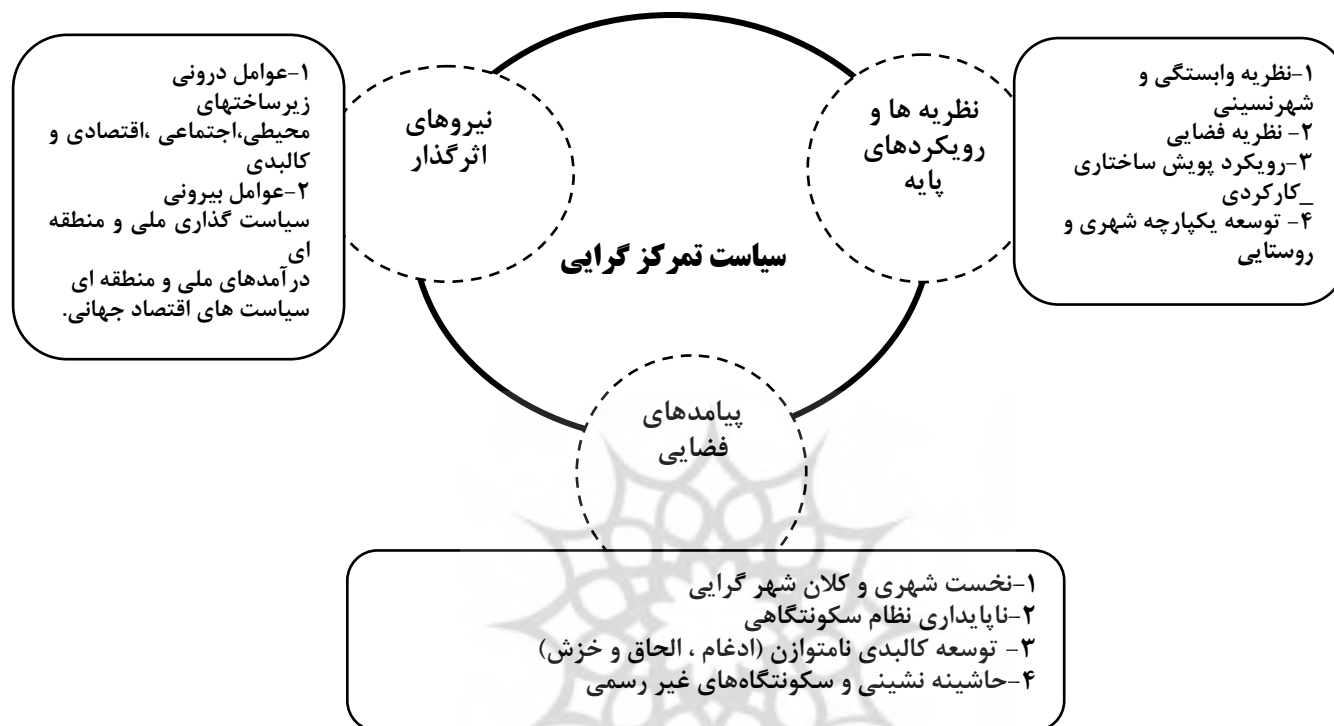 ۱-نظریه وابستگی و
شهرنسینی
۲- نظریه فضایی
۳-رویکرد پویش ساختاری
_کارکردی
۴- توسعه یکپارچه شهری و
روستایی
نظریه ها و
رویکردهای
پایه
نیروهای
اثرگذار
۱-عوامل درونی
زیرساختهای
محیطی،اجتماعی ،اقتصادی و
کالبدی
۲-عوامل بیرونی
سیاست گذاری ملی و منطقه
ای
درآمدهای ملی و منطقه ای
سیاست های اقتصاد جهانی.
سیاست تمرکز گرایی
پیامدهای
فضایی
۱-نخست شهری و کلان شهر گرایی
۲-ناپایداری نظام سکونتگاهی
۳- توسعه کالبدی نامتوازن (ادغام ، الحاق و خزش)
۴-حاشینه نشینی و سکونتگاه‌های غیر رسمی